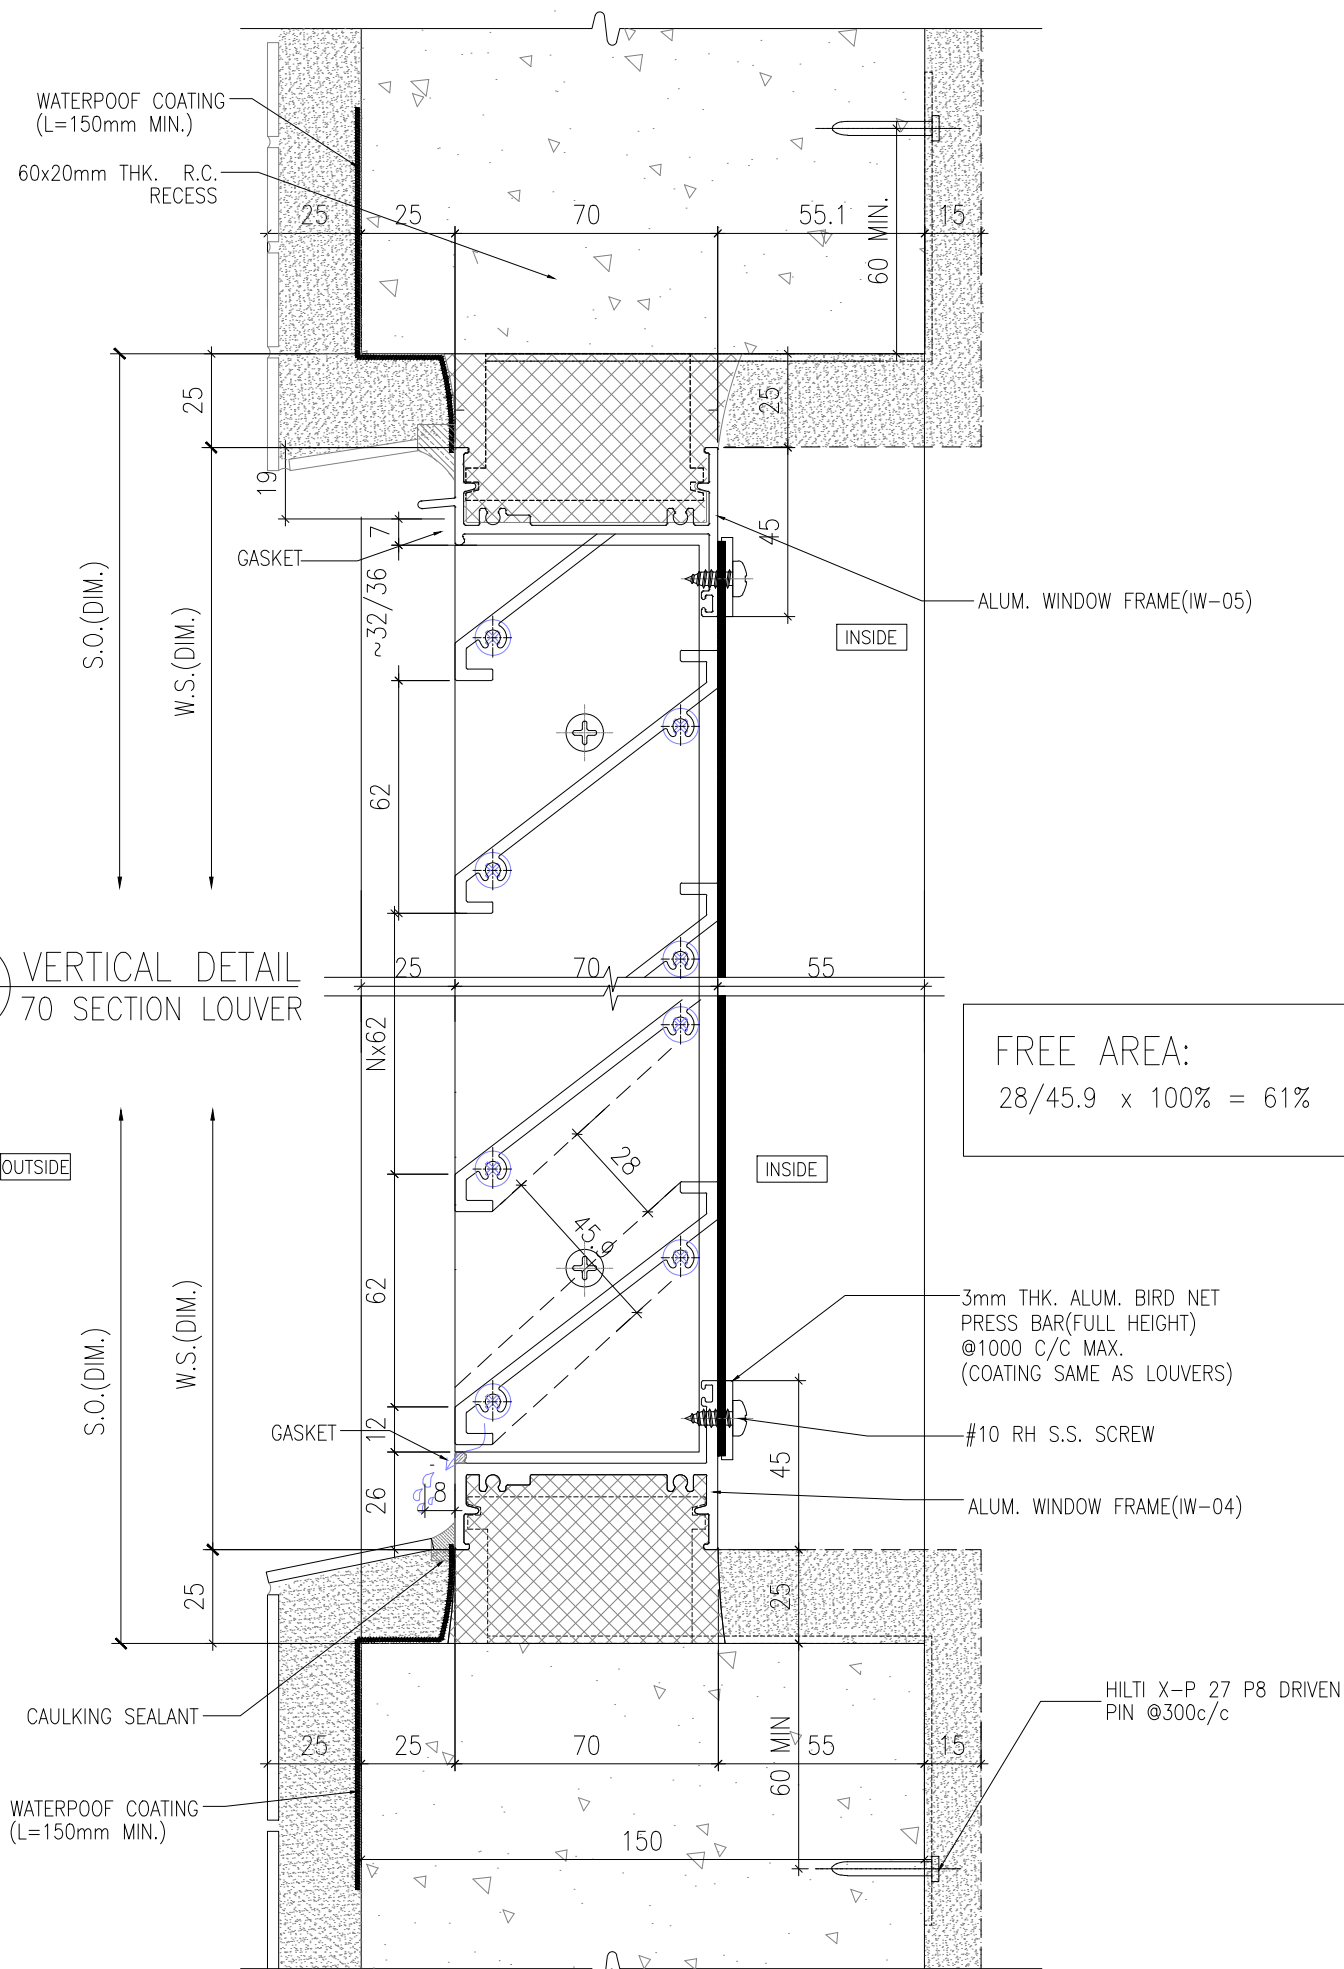 WATERPOOF COATING
(L=150mm MIN.)
60x20mm THK. R.C.
RECESS
25
25
70
55.1
15
60 MIN.
25
25
19
7
45
GASKET
~32/36
S.O.(DIM.)
W.S.(DIM.)
ALUM. WINDOW FRAME(IW-05)
INSIDE
62
VERTICAL DETAIL
70 SECTION LOUVER
25
70
55
Nx62
FREE AREA:
28/45.9 x 100% = 61%
OUTSIDE
28
INSIDE
45.9
62
S.O.(DIM.)
W.S.(DIM.)
3mm THK. ALUM. BIRD NET
PRESS BAR(FULL HEIGHT)
@1000 C/C MAX.
(COATING SAME AS LOUVERS)
GASKET
12
#10 RH S.S. SCREW
45
26
8
ALUM. WINDOW FRAME(IW-04)
25
25
CAULKING SEALANT
HILTI X-P 27 P8 DRIVEN
PIN @300c/c
25
25
70
60 MIN
55
15
WATERPOOF COATING
(L=150mm MIN.)
150